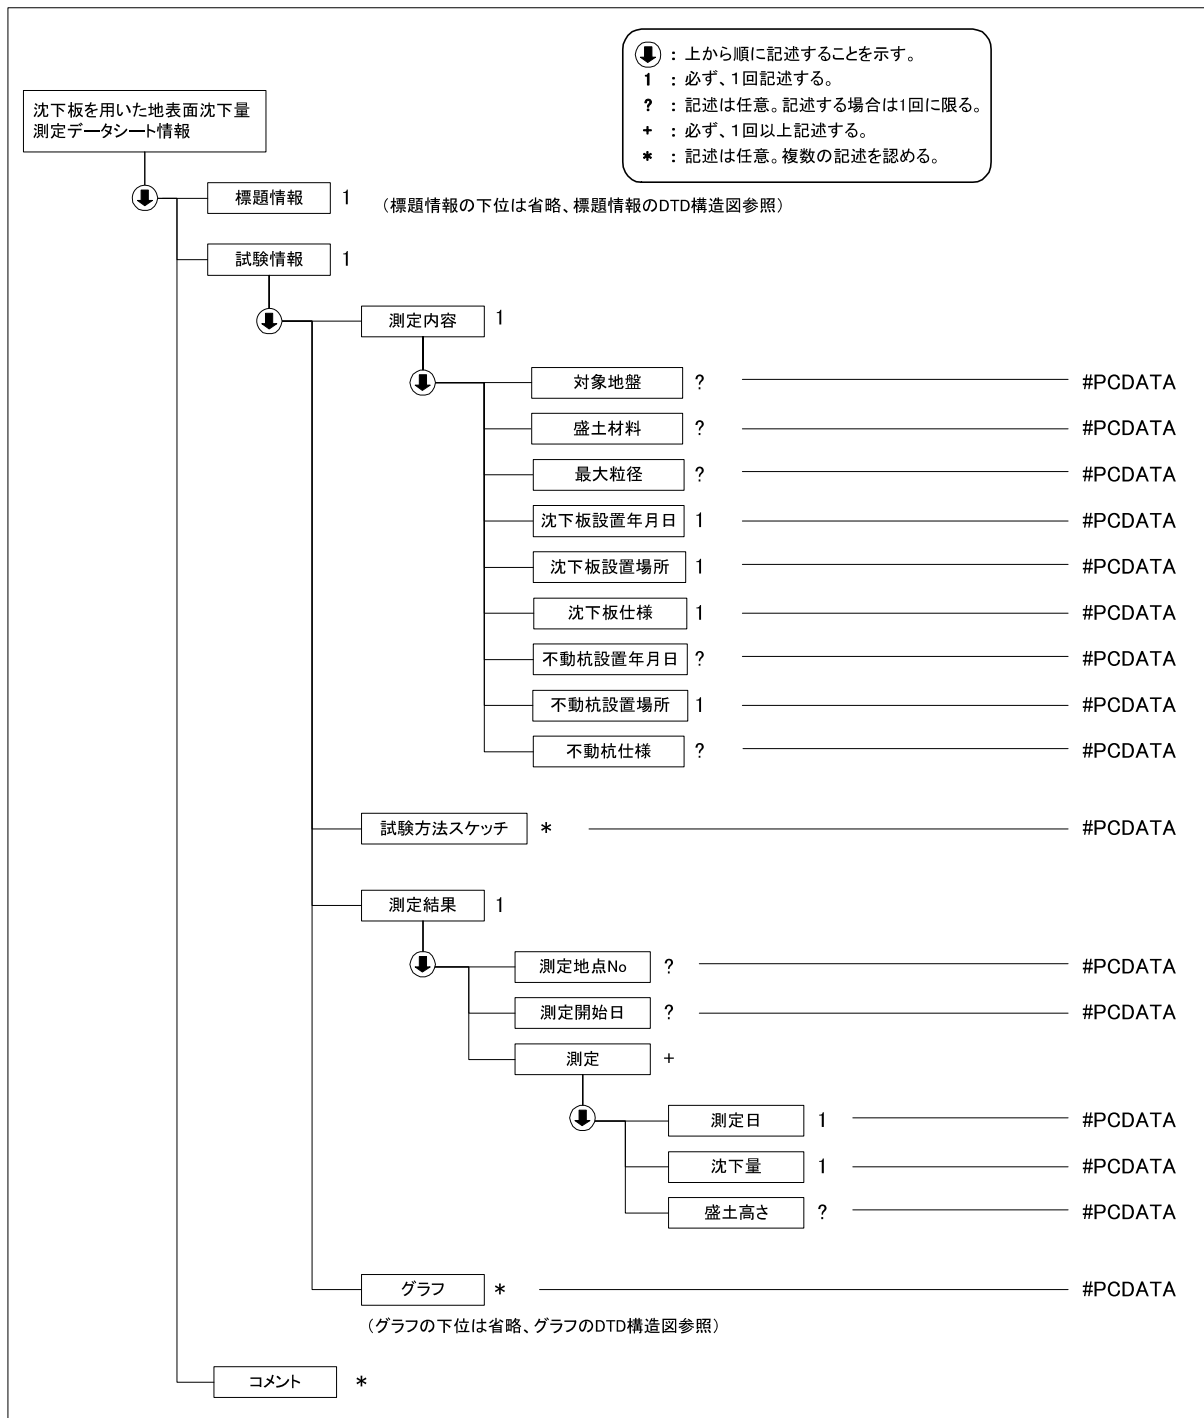 ：上から順に記述することを示す。
1 ：必ず、1回記述する。
? ：記述は任意。記述する場合は1回に限る。
+ ：必ず、1回以上記述する。
* ：記述は任意。複数の記述を認める。
沈下板を用いた地表面沈下量
測定データシート情報
標題情報 1 （標題情報の下位は省略、標題情報のDTD構造図参照）
試験情報 1
測定内容 1
対象地盤 ? #PCDATA
盛土材料 ? #PCDATA
最大粒径 ? #PCDATA
沈下板設置年月日 1 #PCDATA
沈下板設置場所 1 #PCDATA
沈下板仕様 1 #PCDATA
不動杭設置年月日 ? #PCDATA
不動杭設置場所 1 #PCDATA
不動杭仕様 ? #PCDATA
試験方法スケッチ * #PCDATA
測定結果 1
測定地点No ? #PCDATA
測定開始日 ? #PCDATA
測定 +
測定日 1 #PCDATA
沈下量 1 #PCDATA
盛土高さ ? #PCDATA
グラフ * #PCDATA
（グラフの下位は省略、グラフのDTD構造図参照）
コメント *